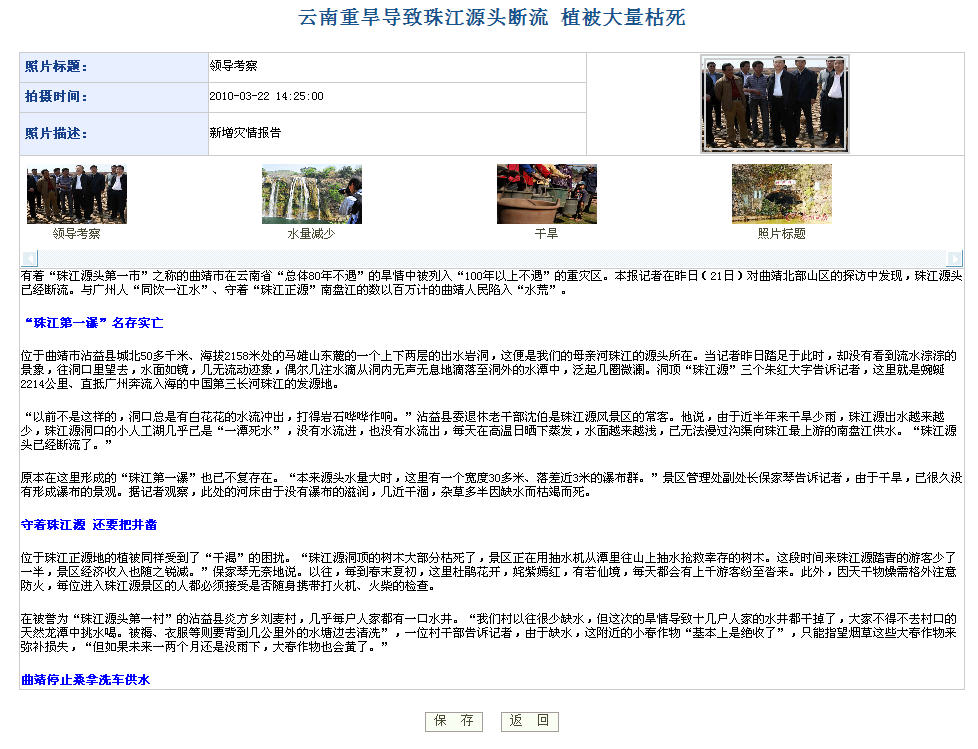 云南重旱导致珠江源头断流 植被大量枯死
照片标题： 领导考察
拍摄时间： 2010-03-22 14:25:00
照片描述： 新增灾情报告
领导考察 水量减少 干旱 照片标题
有着“珠江源头第一市”之称的曲靖市在云南省“总体80年不遇”的旱情中被列入“100年以上不遇”的重灾区。本报记者在昨日(21日)对曲靖北部山区的探访中发现，珠江源头
已经断流。与广州人“同饮一江水”、守着“珠江正源”南盘江的数以百万计的曲靖人民陷入“水荒”。
“珠江第一瀑”名存实亡
位于曲靖市沾益县城北50多千米、海拔2158米处的马雄山东麓的一个上下两层的出水岩洞，这便是我们的母亲河珠江的源头所在。当记者昨日踏足于此时，却没有看到流水淙淙的
景象，往洞口里望去，水面如镜，几无流动迹象，偶尔几注水滴从洞内无声无息地滴落至洞外的水潭中，泛起几圈微澜。洞顶“珠江源”三个朱红大字告诉记者，这里就是蜿蜒
2214公里、直抵广州奔流入海的中国第三长河珠江的发源地。
“以前不是这样的，洞口总是有白花花的水流冲出，打得岩石哗哗作响。”沾益县委退休老干部沈伯是珠江源风景区的常客。他说，由于近半年来干旱少雨，珠江源出水越来越
少，珠江源洞口的小人工湖几乎已是“一潭死水”，没有水流进，也没有水流出，每天在高温日晒下蒸发，水面越来越浅，已无法漫过沟渠向珠江最上游的南盘江供水。“珠江源
头已经断流了。”
原本在这里形成的“珠江第一瀑”也已不复存在。“本来源头水量大时，这里有一个宽度30多米、落差近3米的瀑布群。”景区管理处副处长保家琴告诉记者，由于干旱，已很久没
有形成瀑布的景观。据记者观察，此处的河床由于没有瀑布的滋润，几近干涸，杂草多半因缺水而枯竭而死。
守着珠江源 还要把井凿
位于珠江正源地的植被同样受到了“干渴”的困扰。“珠江源洞顶的树木大部分枯死了，景区正在用抽水机从潭里往山上抽水抢救幸存的树木。这段时间来珠江源踏青的游客少了
一半，景区经济收入也随之锐减。”保家琴无奈地说。以往，每到春末夏初，这里杜鹃花开，姹紫嫣红，有若仙境，每天都会有上千游客纷至沓来。此外，因天干物燥需格外注意
防火，每位进入珠江源景区的人都必须接受是否随身携带打火机、火柴的检查。
在被誉为“珠江源头第一村”的沾益县炎方乡刘麦村，几乎每户人家都有一口水井。“我们村以往很少缺水，但这次的旱情导致十几户人家的水井都干掉了，大家不得不去村口的
天然龙潭中挑水喝。被褥、衣服等则要背到几公里外的水塘边去清洗”，一位村干部告诉记者，由于缺水，这附近的小春作物“基本上是绝收了”，只能指望烟草这些大春作物来
弥补损失，“但如果未来一两个月还是没雨下，大春作物也会黄了。”
曲靖停止桑拿洗车供水
保 存 返 回